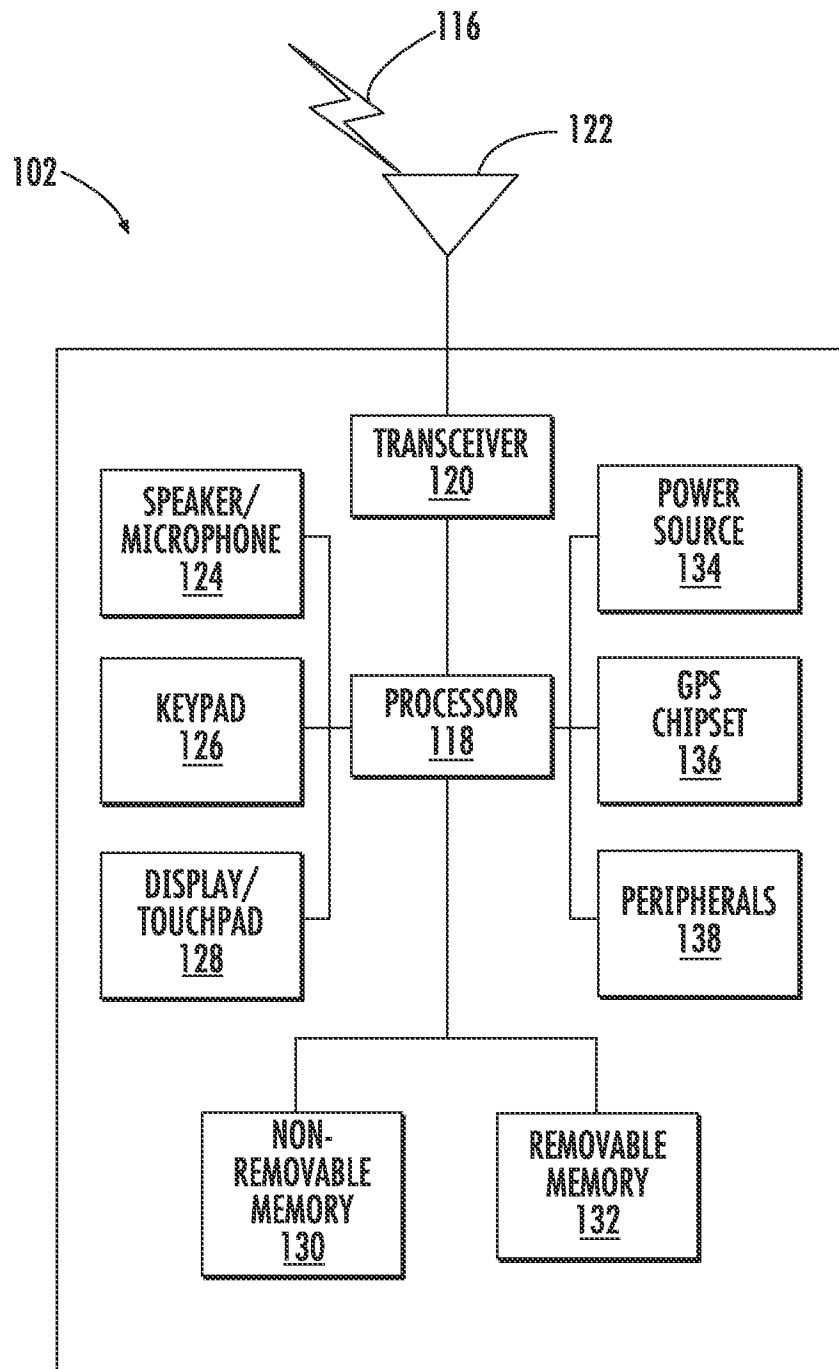 116
122
102
TRANSCEIVER
120
SPEAKER/
MICROPHONE
124
POWER
SOURCE
134
KEYPAD
126
PROCESSOR
118
GPS
CHIPSET
136
DISPLAY/
TOUCHPAD
128
PERIPHERALS
138
NON-
REMOVABLE
MEMORY
130
REMOVABLE
MEMORY
132